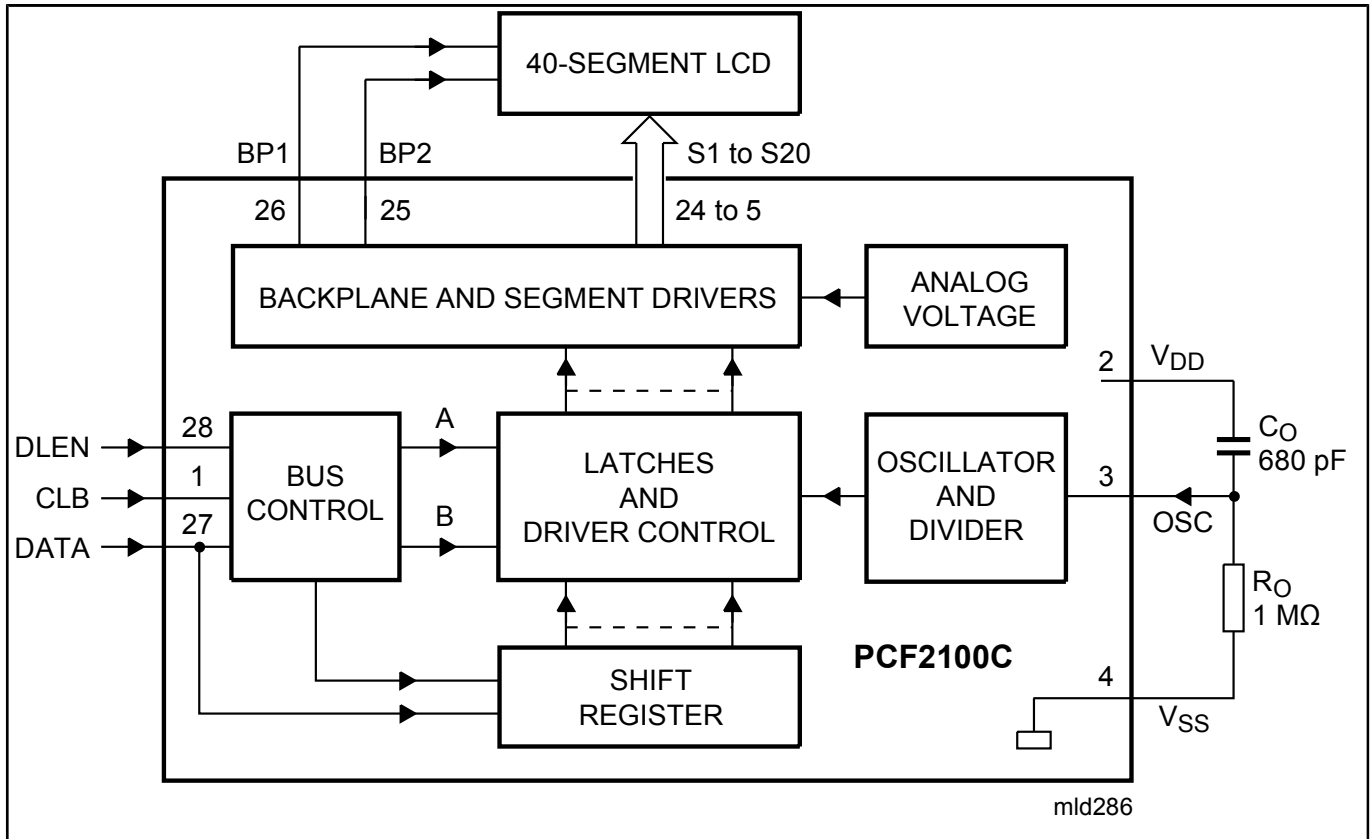 40-SEGMENT LCD
BP1
BP2
S1 to S20
26
25
24 to 5
BACKPLANE AND SEGMENT DRIVERS
ANALOG
VOLTAGE
2
VDD
CO
680 pF
DLEN
28
CLB
1
DATA
27
BUS
CONTROL
A
B
LATCHES
AND
DRIVER CONTROL
OSCILLATOR
AND
DIVIDER
3
OSC
RO
1 MΩ
SHIFT
REGISTER
PCF2100C
4
VSS
mld286